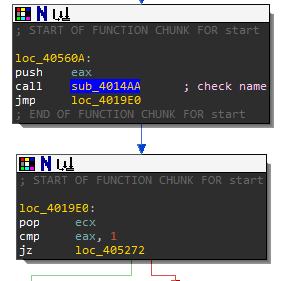 ; START OF FUNCTION CHUNK FOR start
loc_40560A:
push eax
call sub_4014AA ; check name
jmp loc_4019E0
; END OF FUNCTION CHUNK FOR start
; START OF FUNCTION CHUNK FOR start
loc_4019E0:
pop ecx
cmp eax, 1
jz loc_405272